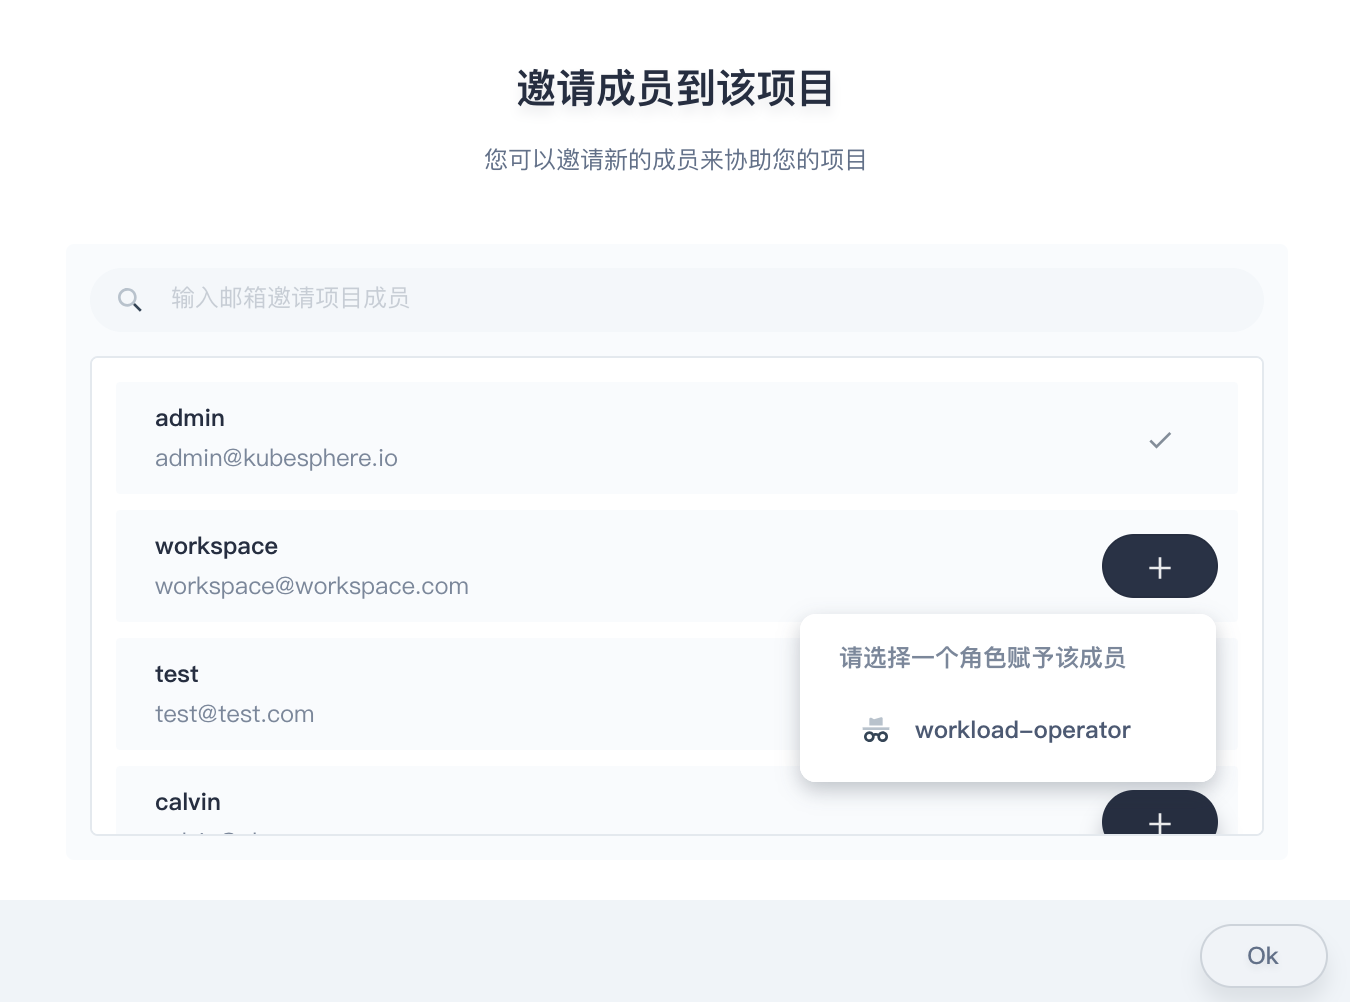 邀请成员到该项目
您可以邀请新的成员来协助您的项目
输入邮箱邀请项目成员
admin
admin@kubesphere.io
workspace
workspace@workspace.com
test
test@test.com
请选择一个角色赋予该成员
workload-operator
calvin
Ok